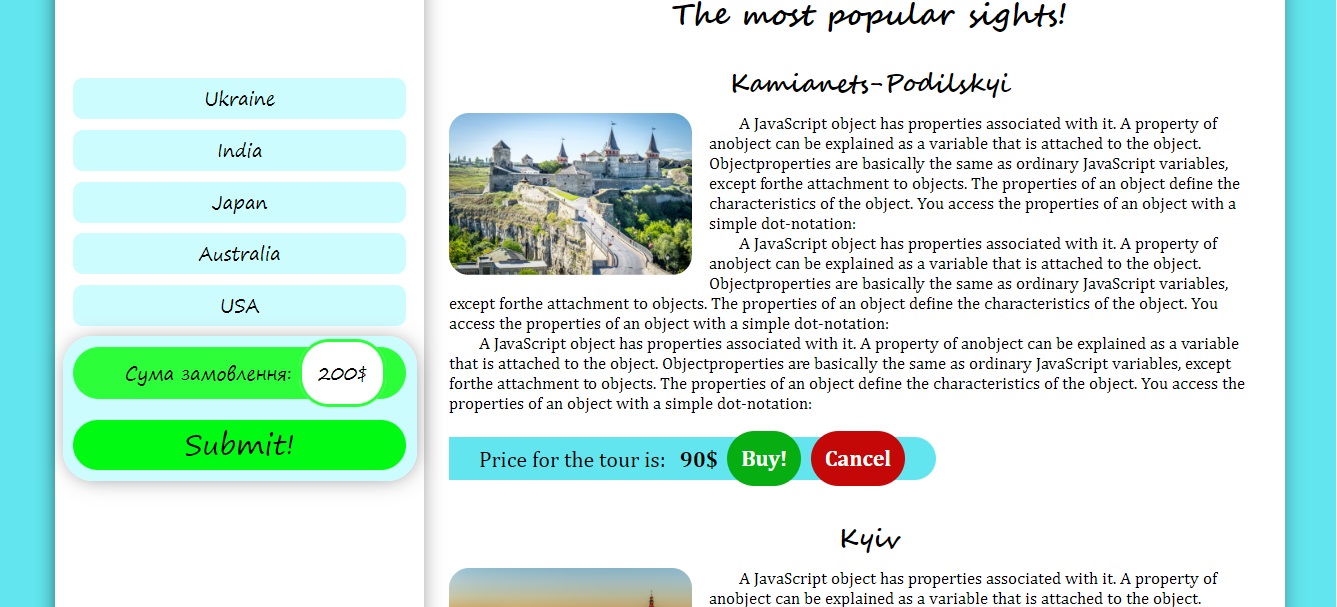 Ukraine
India
Japan
Australia
USA
Сума замовлення: 200$
Submit!
The most popular sights!
Kamianets-Podilskyi
A JavaScript object has properties associated with it. A property of
anobject can be explained as a variable that is attached to the object.
Objectproperties are basically the same as ordinary JavaScript variables,
except forthe attachment to objects. The properties of an object define the
characteristics of the object. You access the properties of an object with a
simple dot-notation:
A JavaScript object has properties associated with it. A property of
anobject can be explained as a variable that is attached to the object.
Objectproperties are basically the same as ordinary JavaScript variables,
except forthe attachment to objects. The properties of an object define the characteristics of the object. You
access the properties of an object with a simple dot-notation:
A JavaScript object has properties associated with it. A property of anobject can be explained as a variable
that is attached to the object. Objectproperties are basically the same as ordinary JavaScript variables, except
forthe attachment to objects. The properties of an object define the characteristics of the object. You access the
properties of an object with a simple dot-notation:
Price for the tour is: 90$ Buy! Cancel
Kyiv
A JavaScript object has properties associated with it. A property of
anobject can be explained as a variable that is attached to the object.